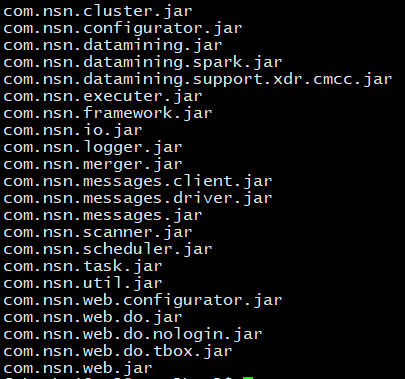 com.nsn.cluster.jar
com.nsn.configurator.jar
com.nsn.datamining.jar
com.nsn.datamining.spark.jar
com.nsn.datamining.support.xdr.cmcc.jar
com.nsn.executer.jar
com.nsn.framework.jar
com.nsn.io.jar
com.nsn.logger.jar
com.nsn.merger.jar
com.nsn.messages.client.jar
com.nsn.messages.driver.jar
com.nsn.messages.jar
com.nsn.scanner.jar
com.nsn.scheduler.jar
com.nsn.task.jar
com.nsn.util.jar
com.nsn.web.configurator.jar
com.nsn.web.do.jar
com.nsn.web.do.nologin.jar
com.nsn.web.do.tbox.jar
com.nsn.web.jar